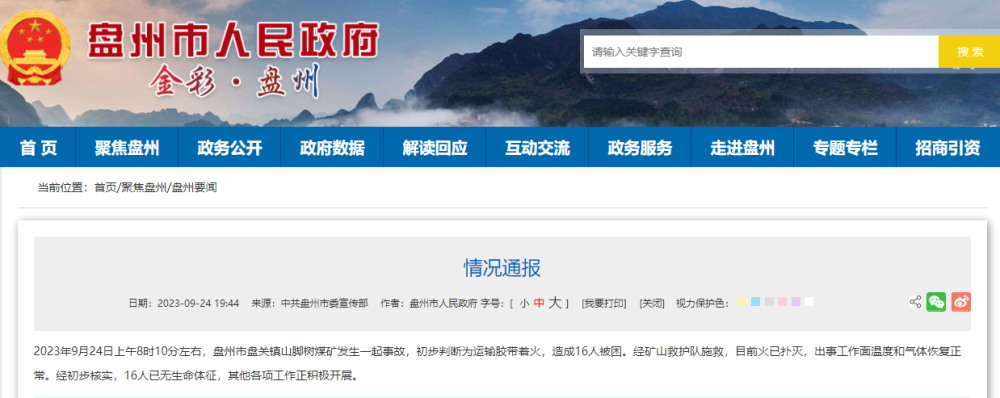 盘州市人民政府
金彩·盘州
请输入关键字查询
搜 索
首 页 聚焦盘州 政务公开 政府数据 解读回应 互动交流 政务服务 走进盘州 专题专栏 招商引资
当前位置：首页/聚焦盘州/盘州要闻
情况通报
日期：2023-09-24 19:44 来源：中共盘州市委宣传部 作者：盘州市人民政府 字号：[ 小 中 大 ] [我要打印] [关闭] 视力保护色：
2023年9月24日上午8时10分左右，盘州市盘关镇山脚树煤矿发生一起事故，初步判断为运输胶带着火，造成16人被困。经矿山救护队施救，目前火已扑灭，出事工作面温度和气体恢复正
常。经初步核实，16人已无生命体征，其他各项工作正积极开展。